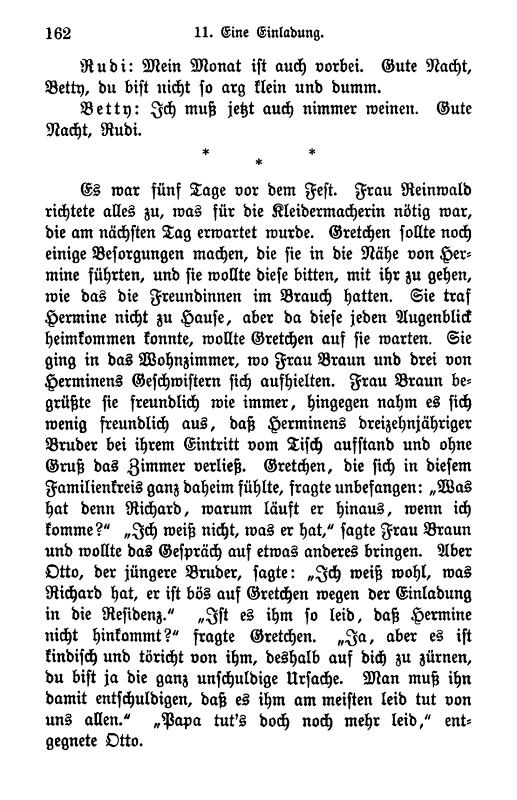 162 11. Eine Einladung.
Rudi: Mein Monat ist auch vorbei. Gute Nacht,
Betty, du bist nicht so arg klein und dumm.
Betty: Ich muß jetzt auch nimmer weinen. Gute
Nacht, Rudi.
* *
*
Es war fünf Tage vor dem Fest. Frau Reinwald
richtete alles zu, was für die Kleidermacherin nötig war,
die am nächsten Tag erwartet wurde. Gretchen sollte noch
einige Besorgungen machen, die sie in die Nähe von Her-
mine führten, und sie wollte diese bitten, mit ihr zu gehen,
wie das die Freundinnen im Brauch hatten. Sie traf
Hermine nicht zu Hause, aber da diese jeden Augenblick
heimkommen konnte, wollte Gretchen auf sie warten. Sie
ging in das Wohnzimmer, wo Frau Braun und drei von
Herminens Geschwistern sich aufhielten. Frau Braun be-
grüßte sie freundlich wie immer, hingegen nahm es sich
wenig freundlich aus, daß Herminens dreizehnjähriger
Bruder bei ihrem Eintritt vom Tisch aufstand und ohne
Gruß das Zimmer verließ. Gretchen, die sich in diesem
Familienkreis ganz daheim fühlte, fragte unbefangen: „Was
hat denn Richard, warum läuft er hinaus, wenn ich
komme?“ „Ich weiß nicht, was er hat,“ sagte Frau Braun
und wollte das Gespräch auf etwas anderes bringen. Aber
Otto, der jüngere Bruder, sagte: „Ich weiß wohl, was
Richard hat, er ist bös auf Gretchen wegen der Einladung
in die Residenz.“ „Ist es ihm so leid, daß Hermine
nicht hinkommt?“ fragte Gretchen. „Ja, aber es ist
kindisch und töricht von ihm, deshalb auf dich zu zürnen,
du bist ja die ganz unschuldige Ursache. Man muß ihn
damit entschuldigen, daß es ihm am meisten leid tut von
uns allen.“ „Papa tut's doch noch mehr leid,“ ent-
gegnete Otto.